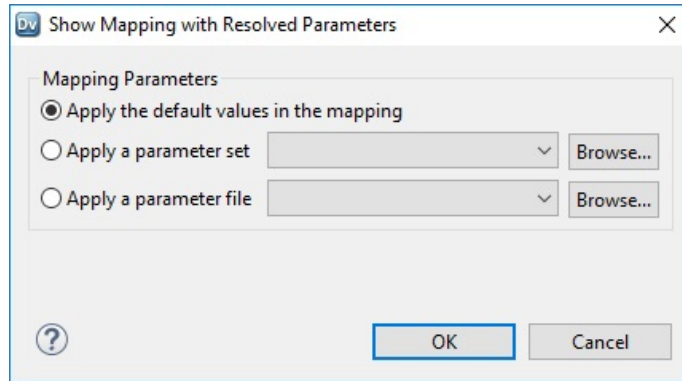 Dv Show Mapping with Resolved Parameters
Mapping Parameters
Apply the default values in the mapping
Apply a parameter set Browse...
Apply a parameter file Browse...
? OK Cancel